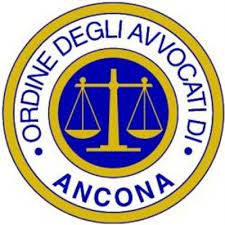 • ORDINE DEGLI AVVOCATI DI •
ANCONA